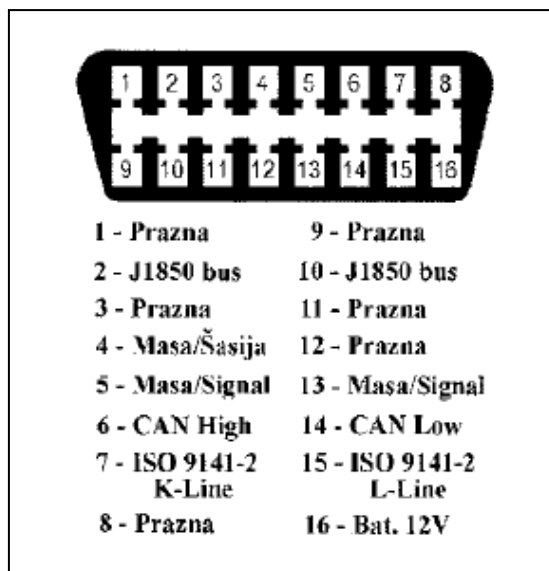 1 2 3 4 5 6 7 8
9 10 11 12 13 14 15 16
1 - Prazna
2 - J1850 bus
3 - Prazna
4 - Masa/Šasija
5 - Masa/Signal
6 - CAN High
7 - ISO 9141-2
K-Line
8 - Prazna
9 - Prazna
10 - J1850 bus
11 - Prazna
12 - Prazna
13 - Masa/Signal
14 - CAN Low
15 - ISO 9141-2
L-Line
16 - Bat. 12V